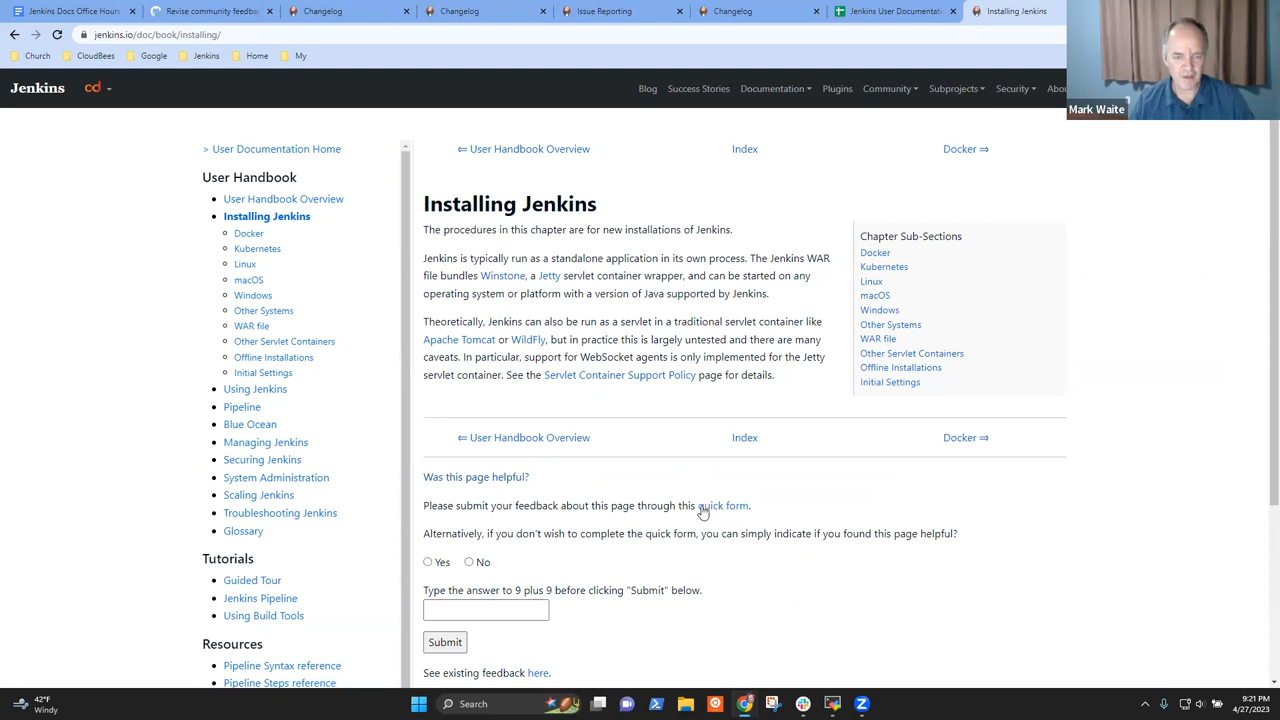 Jenkins Docs Office Hours
Revise community feedba
Changelog
Changelog
Issue Reporting
Changelog
Jenkins User Documentati
Installing Jenkins
jenkins.io/doc/book/installing/
Church
CloudBees
Google
Jenkins
Home
My
Jenkins
cd
Blog
Success Stories
Documentation
Plugins
Community
Subprojects
Security
Abou
Mark Waite
> User Documentation Home
User Handbook
User Handbook Overview
Installing Jenkins
Docker
Kubernetes
Linux
macOS
Windows
Other Systems
WAR file
Other Servlet Containers
Offline Installations
Initial Settings
Using Jenkins
Pipeline
Blue Ocean
Managing Jenkins
Securing Jenkins
System Administration
Scaling Jenkins
Troubleshooting Jenkins
Glossary
Tutorials
Guided Tour
Jenkins Pipeline
Using Build Tools
Resources
Pipeline Syntax reference
Pipeline Steps reference
⇐ User Handbook Overview
Index
Docker ⇒
Installing Jenkins
The procedures in this chapter are for new installations of Jenkins.
Jenkins is typically run as a standalone application in its own process. The Jenkins WAR
file bundles Winstone, a Jetty servlet container wrapper, and can be started on any
operating system or platform with a version of Java supported by Jenkins.
Theoretically, Jenkins can also be run as a servlet in a traditional servlet container like
Apache Tomcat or WildFly, but in practice this is largely untested and there are many
caveats. In particular, support for WebSocket agents is only implemented for the Jetty
servlet container. See the Servlet Container Support Policy page for details.
Chapter Sub-Sections
Docker
Kubernetes
Linux
macOS
Windows
Other Systems
WAR file
Other Servlet Containers
Offline Installations
Initial Settings
⇐ User Handbook Overview
Index
Docker ⇒
Was this page helpful?
Please submit your feedback about this page through this quick form.
Alternatively, if you don't wish to complete the quick form, you can simply indicate if you found this page helpful?
Yes
No
Type the answer to 9 plus 9 before clicking "Submit" below.
Submit
See existing feedback here.
42°F
Windy
Search
9:21 PM
4/27/2023